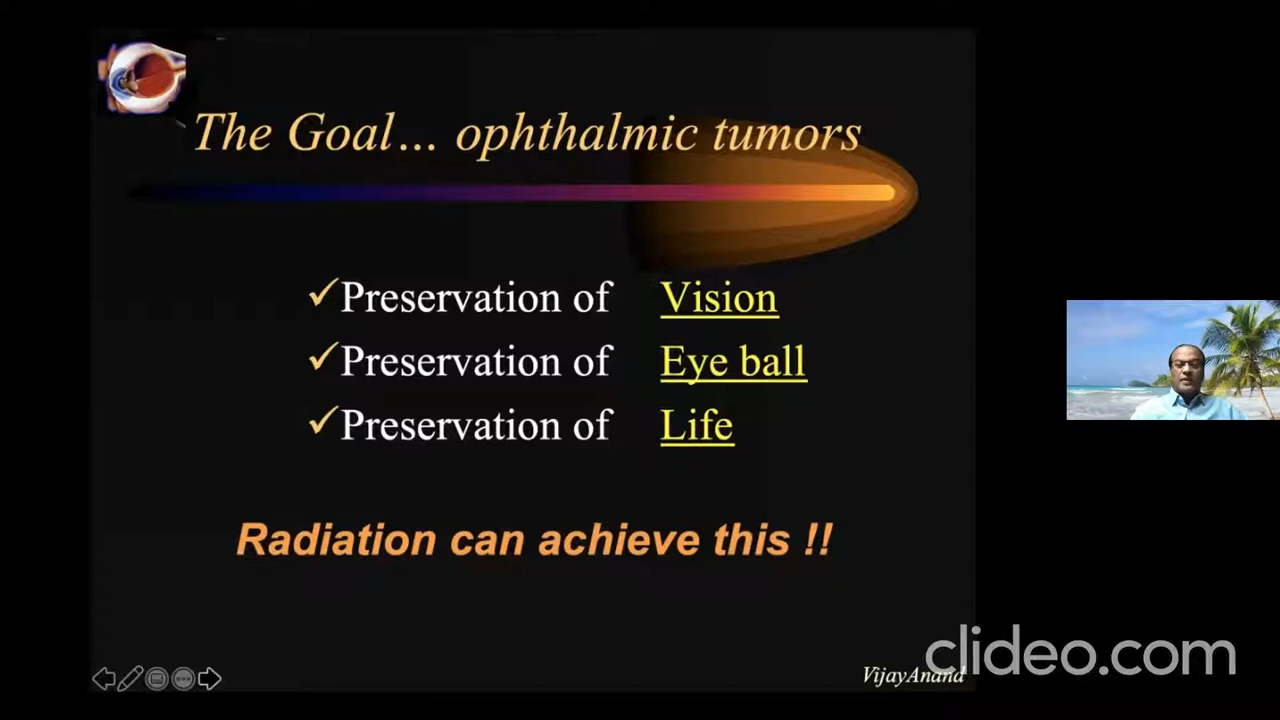 The Goal… ophthalmic tumors
✓Preservation of Vision
✓Preservation of Eye ball
✓Preservation of Life
Radiation can achieve this !!
VijayAnand
clideo.com